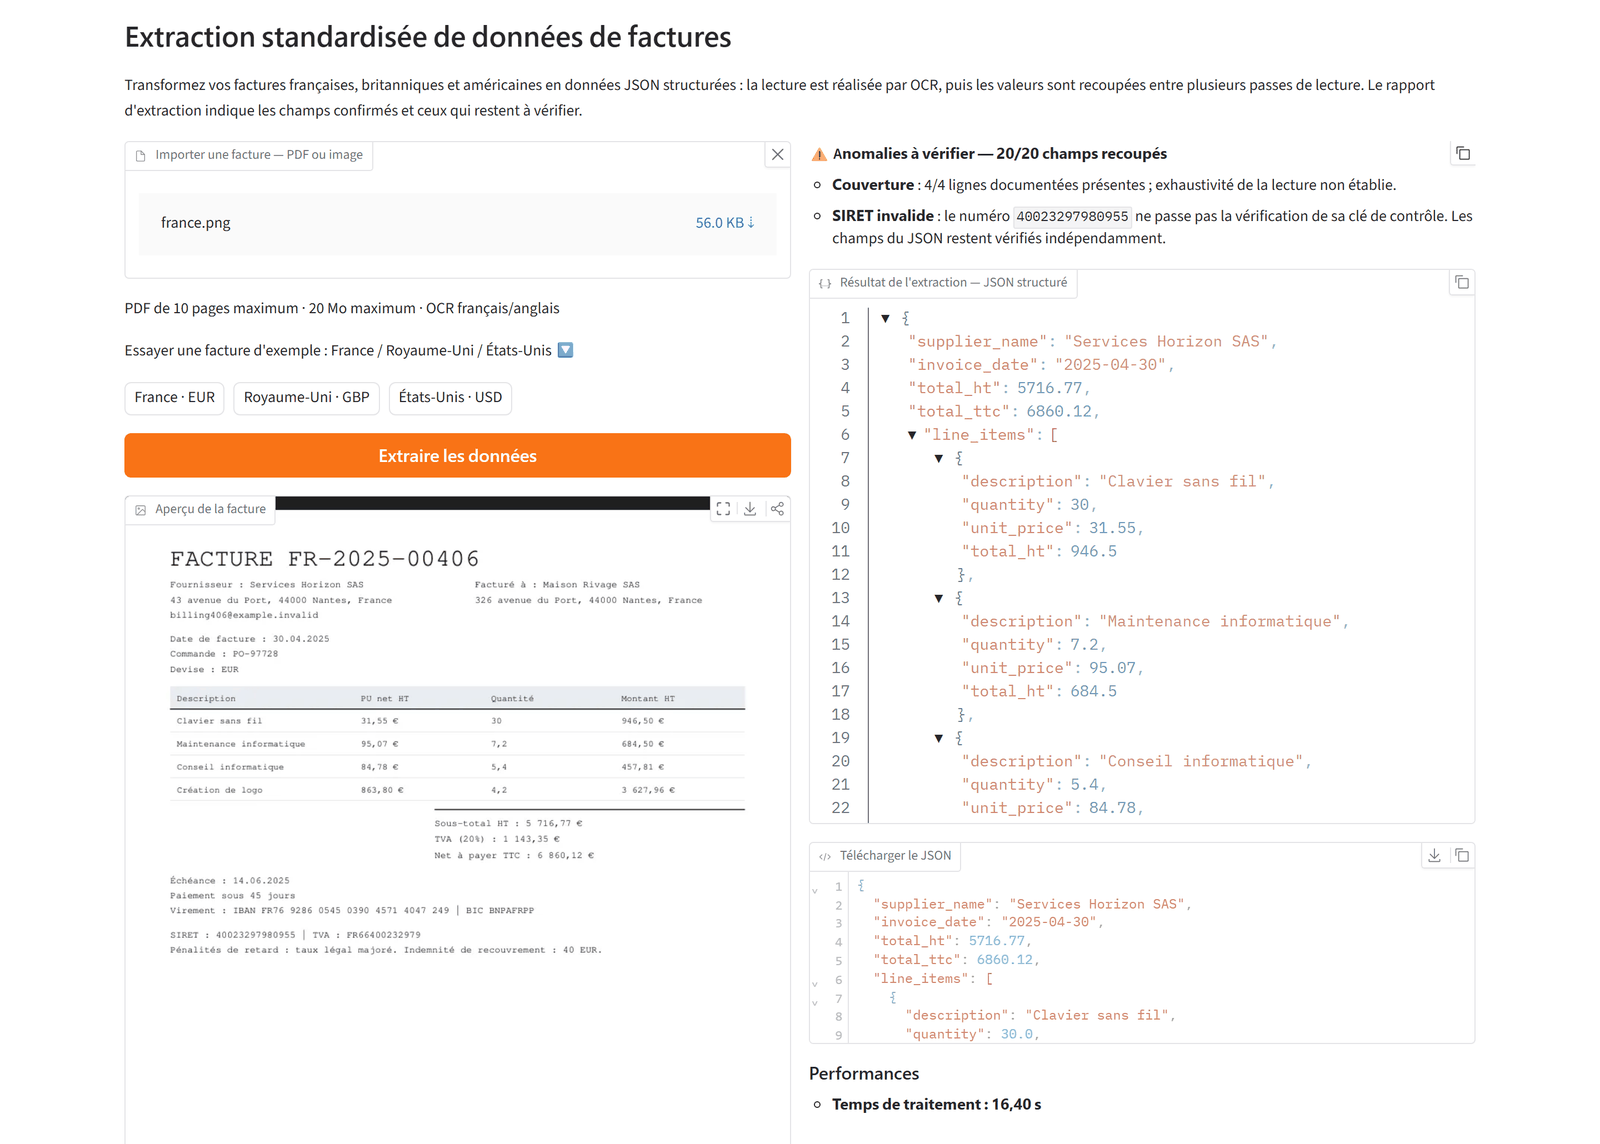 Extraction standardisée de données de factures
Transformez vos factures françaises, britanniques et américaines en données JSON structurées : la lecture est réalisée par OCR, puis les valeurs sont recoupées entre plusieurs passes de lecture. Le rapport
d'extraction indique les champs confirmés et ceux qui restent à vérifier.
Importer une facture — PDF ou image
france.png
56.0 KB ↓
PDF de 10 pages maximum · 20 Mo maximum · OCR français/anglais
Essayer une facture d'exemple : France / Royaume-Uni / États-Unis 🔽
France · EUR
Royaume-Uni · GBP
États-Unis · USD
Extraire les données
Aperçu de la facture
FACTURE FR-2025-00406
Fournisseur : Services Horizon SAS
43 avenue du Port, 44000 Nantes, France
billing406@example.invalid
Facturé à : Maison Rivage SAS
326 avenue du Port, 44000 Nantes, France
Date de facture : 30.04.2025
Commande : PO-97728
Devise : EUR
Description PU net HT Quantité Montant HT
Clavier sans fil 31,55 € 30 946,50 €
Maintenance informatique 95,07 € 7,2 684,50 €
Conseil informatique 84,78 € 5,4 457,81 €
Création de logo 863,80 € 4,2 3 627,96 €
Sous-total HT : 5 716,77 €
TVA (20%) : 1 143,35 €
Net à payer TTC : 6 860,12 €
Échéance : 14.06.2025
Paiement sous 45 jours
Virement : IBAN FR76 9286 0545 0390 4571 4047 249 | BIC BNPAFRPP
SIRET : 40023297980955 | TVA : FR66400232979
Pénalités de retard : taux légal majoré. Indemnité de recouvrement : 40 EUR.
⚠️ Anomalies à vérifier — 20/20 champs recoupés
Couverture : 4/4 lignes documentées présentes ; exhaustivité de la lecture non établie.
SIRET invalide : le numéro 40023297980955 ne passe pas la vérification de sa clé de contrôle. Les
champs du JSON restent vérifiés indépendamment.
Résultat de l'extraction — JSON structuré
1 {
2 "supplier_name": "Services Horizon SAS",
3 "invoice_date": "2025-04-30",
4 "total_ht": 5716.77,
5 "total_ttc": 6860.12,
6 "line_items": [
7 {
8 "description": "Clavier sans fil",
9 "quantity": 30,
10 "unit_price": 31.55,
11 "total_ht": 946.5
12 },
13 {
14 "description": "Maintenance informatique",
15 "quantity": 7.2,
16 "unit_price": 95.07,
17 "total_ht": 684.5
18 },
19 {
20 "description": "Conseil informatique",
21 "quantity": 5.4,
22 "unit_price": 84.78,
Télécharger le JSON
1 {
2 "supplier_name": "Services Horizon SAS",
3 "invoice_date": "2025-04-30",
4 "total_ht": 5716.77,
5 "total_ttc": 6860.12,
6 "line_items": [
7 {
8 "description": "Clavier sans fil",
9 "quantity": 30.0,
Performances
Temps de traitement : 16,40 s